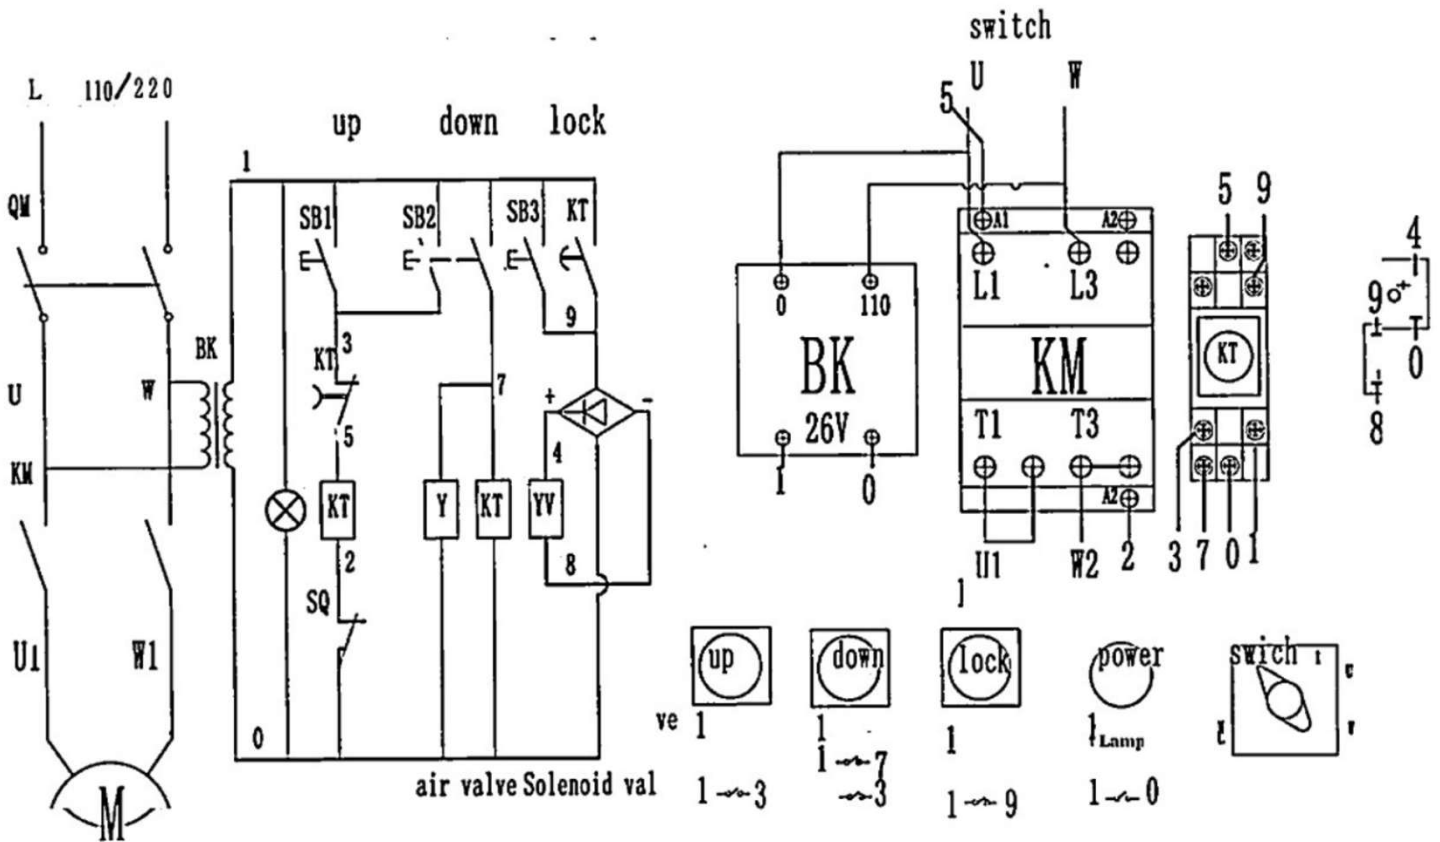 switch
L 110/220
U W
5
up down lock
1
QM SB1 SB2 SB3 KT
5 9
4
A1 A2
L1 L3
0 110
9 +
0
8
BK
3
KT
9
U W
7
+ -
BK
26V
KM
KT
T1 T3
5
4
KM
KT Y KT YV
1 0
A2
2
8
U1 W2 2 3 7 0 1
1
SQ
U1 W1
up down lock power swich
0
ve 1 1 1 1 Lamp
1 7
3
1 3 1 9 1 0
air valve Solenoid val
M